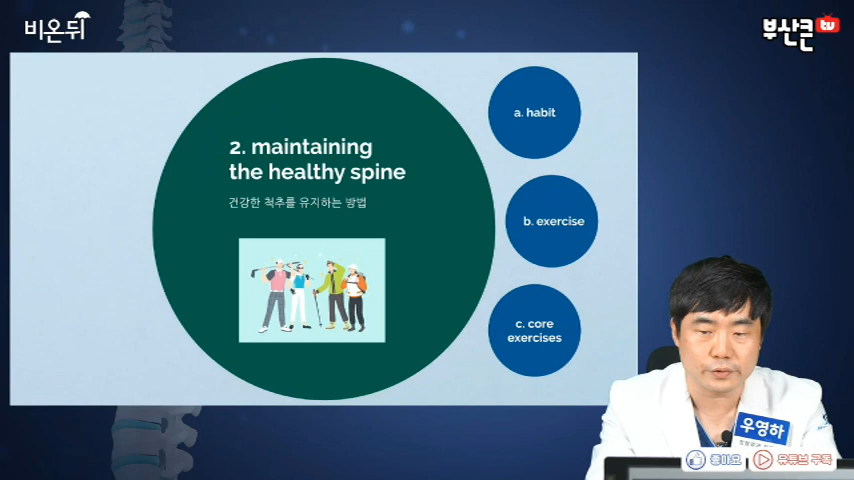 비온뒤
부산큰
tv
2. maintaining
the healthy spine
건강한 척추를 유지하는 방법
a. habit
b. exercise
c. core
exercises
우영하
좋아요
유튜브 구독